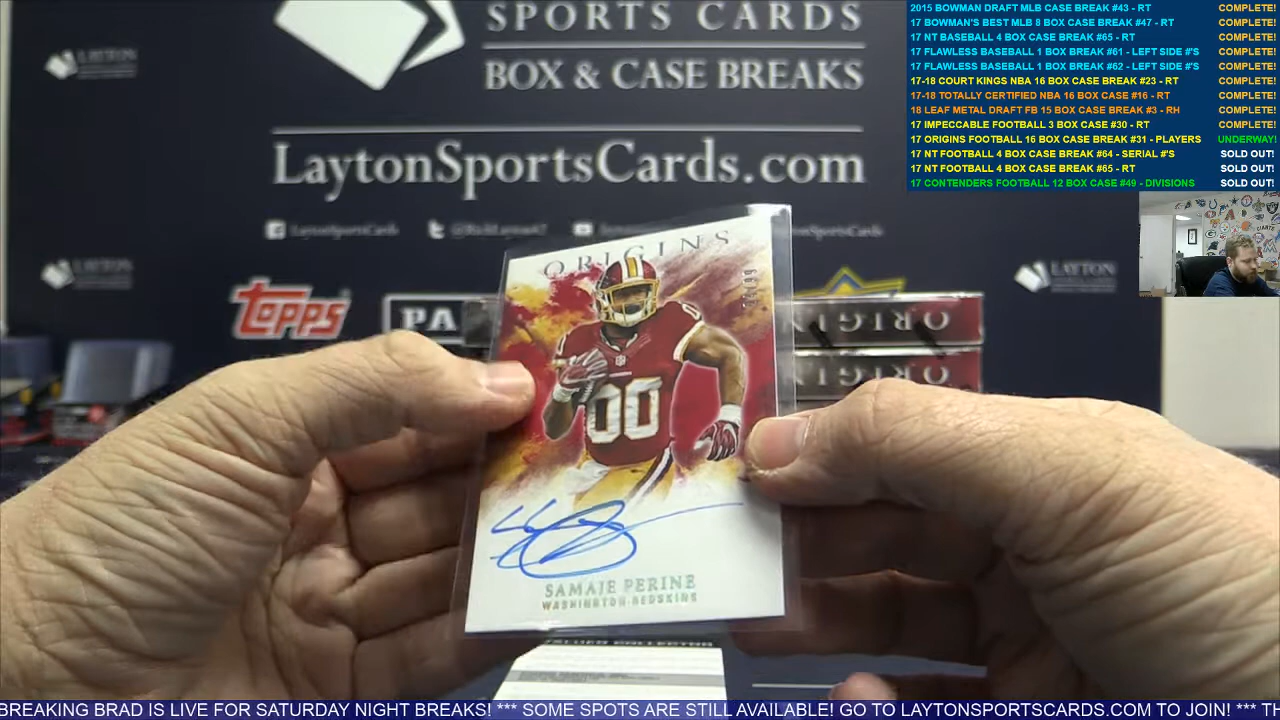 SPORTS CARDS
BOX & CASE BREAKS
LaytonSportsCards.com
LaytonSportsCards
LAYTON
LAYTON
LAYTON
topps
PA
ORIGINS
ORIGINS
ORIGINS
00
00
SAMAJE PERINE
WASHINGTON REDSKINS
2015 BOWMAN DRAFT MLB CASE BREAK #43 - RT COMPLETE!
17 BOWMAN'S BEST MLB 8 BOX CASE BREAK #47 - RT COMPLETE!
17 NT BASEBALL 4 BOX CASE BREAK #65 - RT COMPLETE!
17 FLAWLESS BASEBALL 1 BOX BREAK #61 - LEFT SIDE #'S COMPLETE!
17 FLAWLESS BASEBALL 1 BOX BREAK #62 - LEFT SIDE #'S COMPLETE!
17-18 COURT KINGS NBA 16 BOX CASE BREAK #23 - RT COMPLETE!
17-18 TOTALLY CERTIFIED NBA 16 BOX CASE #16 - RT COMPLETE!
18 LEAF METAL DRAFT FB 15 BOX CASE BREAK #3 - RH COMPLETE!
17 IMPECCABLE FOOTBALL 3 BOX CASE #30 - RT COMPLETE!
17 ORIGINS FOOTBALL 16 BOX CASE BREAK #31 - PLAYERS UNDERWAY!
17 NT FOOTBALL 4 BOX CASE BREAK #64 - SERIAL #'S SOLD OUT!
17 NT FOOTBALL 4 BOX CASE BREAK #65 - RT SOLD OUT!
17 CONTENDERS FOOTBALL 12 BOX CASE #49 - DIVISIONS SOLD OUT!
BREAKING BRAD IS LIVE FOR SATURDAY NIGHT BREAKS! *** SOME SPOTS ARE STILL AVAILABLE! GO TO LAYTONSPORTSCARDS.COM TO JOIN! *** TH